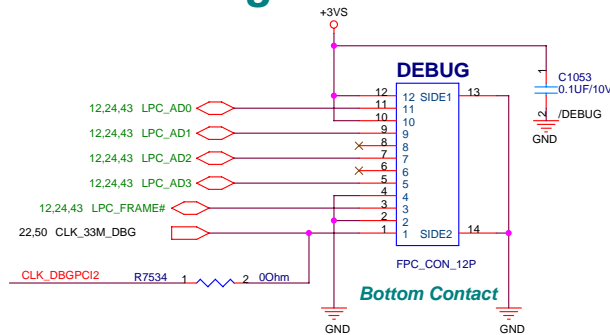 g
+3VS
DEBUG
1
C1053
0.1UF/10V
2
/DEBUG
GND
12 12 SIDE1 13
12,24,43 LPC_AD0 11 11
10 10
12,24,43 LPC_AD1 9 9
8 8
12,24,43 LPC_AD2 7 7
6 6
12,24,43 LPC_AD3 5 5
4 4
12,24,43 LPC_FRAME# 3 3
2 2
22,50 CLK_33M_DBG 1 1 SIDE2 14
FPC_CON_12P
CLK_DBGPCI2 R7534 1 2 0Ohm
Bottom Contact
GND GND